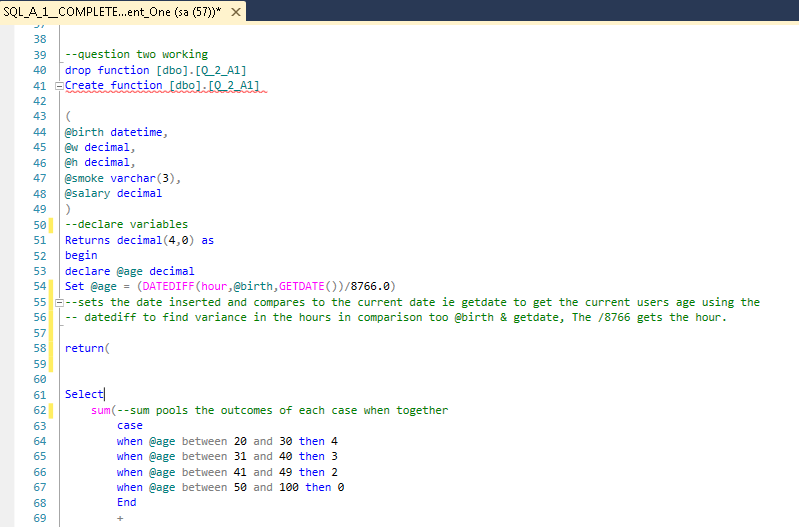 SQL_A_1__COMPLETE...ent_One (sa (57))* ✕
38
39 --question two working
40 drop function [dbo].[Q_2_A1]
41 Create function [dbo].[Q_2_A1]
42
43 (
44 @birth datetime,
45 @w decimal,
46 @h decimal,
47 @smoke varchar(3),
48 @salary decimal
49 )
50 --declare variables
51 Returns decimal(4,0) as
52 begin
53 declare @age decimal
54 Set @age = (DATEDIFF(hour,@birth,GETDATE())/8766.0)
55 --sets the date inserted and compares to the current date ie getdate to get the current users age using the
56 -- datediff to find variance in the hours in comparison too @birth & getdate, The /8766 gets the hour.
57
58 return(
59
60
61 Select
62 sum(--sum pools the outcomes of each case when together
63 case
64 when @age between 20 and 30 then 4
65 when @age between 31 and 40 then 3
66 when @age between 41 and 49 then 2
67 when @age between 50 and 100 then 0
68 End
69 +